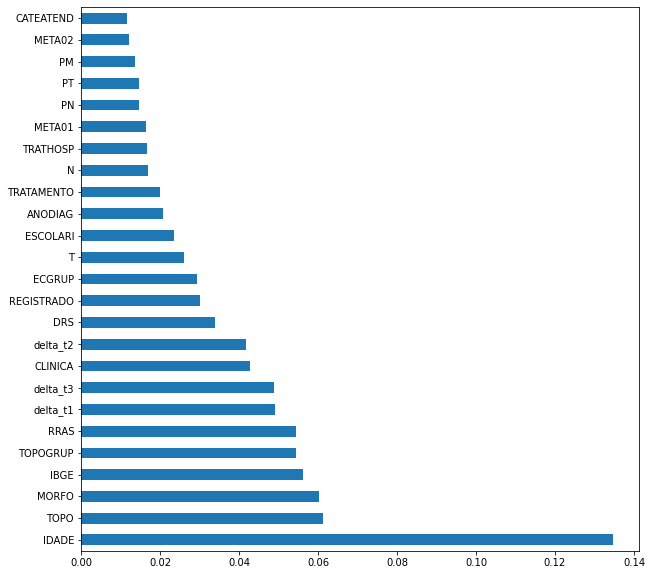 CATEATEND
META02
PM
PT
PN
META01
TRATHOSP
N
TRATAMENTO
ANODIAG
ESCOLARI
T
ECGRUP
REGISTRADO
DRS
delta_t2
CLINICA
delta_t3
delta_t1
RRAS
TOPOGRUP
IBGE
MORFO
TOPO
IDADE
0.00 0.02 0.04 0.06 0.08 0.10 0.12 0.14